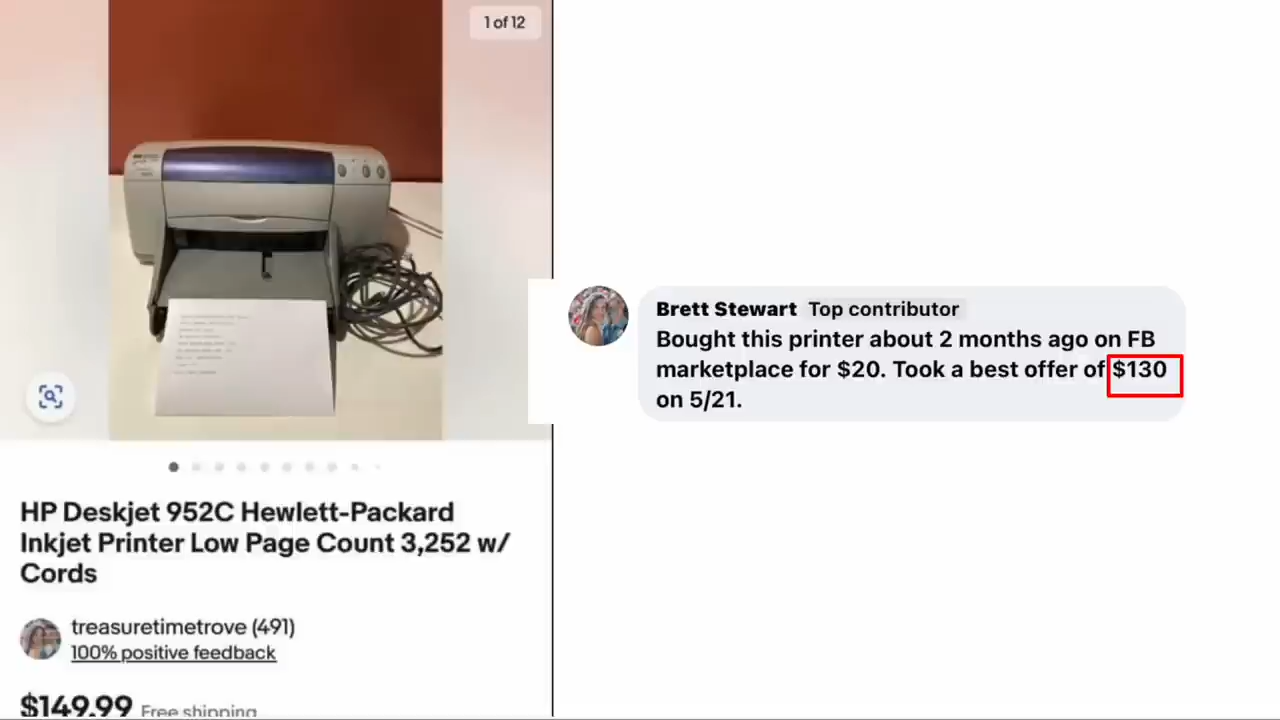 1 of 12
HP Deskjet 952C Hewlett-Packard
Inkjet Printer Low Page Count 3,252 w/
Cords
treasuretimetrove (491)
100% positive feedback
$149.99 Free shipping
Brett Stewart Top contributor
Bought this printer about 2 months ago on FB
marketplace for $20. Took a best offer of $130
on 5/21.